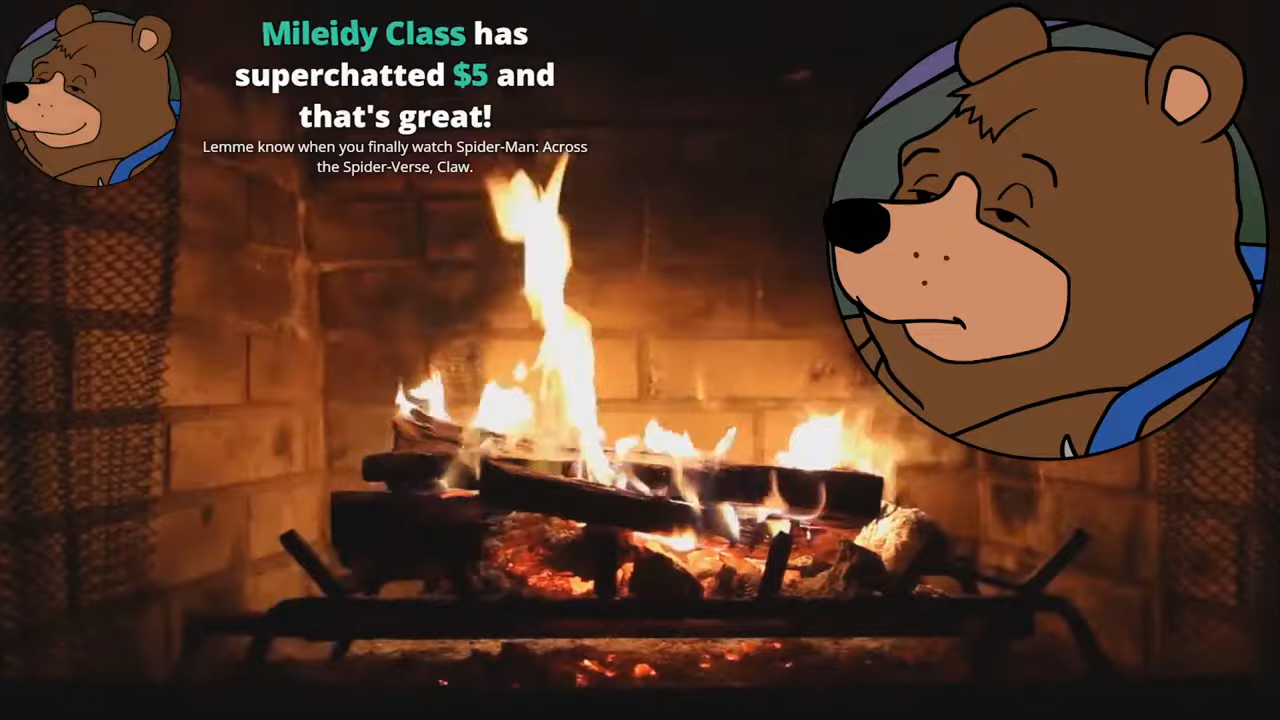 Mileidy Class has
superchatted $5 and
that's great!
Lemme know when you finally watch Spider-Man: Across
the Spider-Verse, Claw.